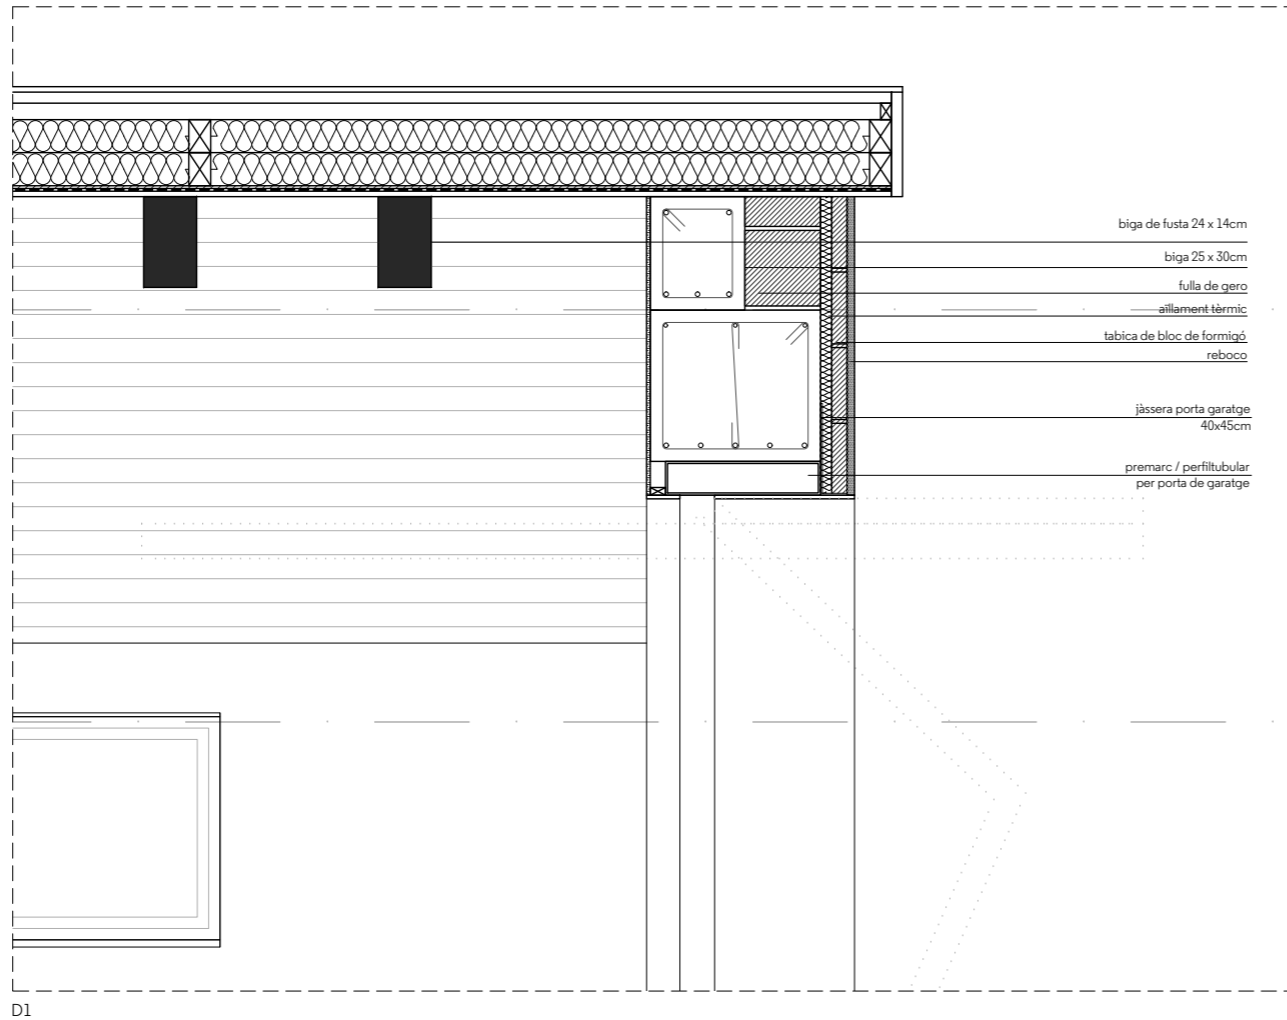 biga de fusta 24 x 14cm
biga 25 x 30cm
fulla de gero
aïllament tèrmic
tabica de bloc de formigó
reboco
jàssera porta garatge
40x45cm
premarc / perfiltubular
per porta de garatge
D1